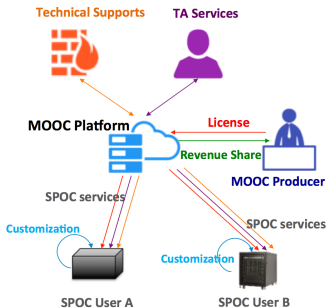 Technical Supports
TA Services
MOOC Platform
License
Revenue Share
MOOC Producer
SPOC services
SPOC services
Customization
Customization
SPOC User A
SPOC User B